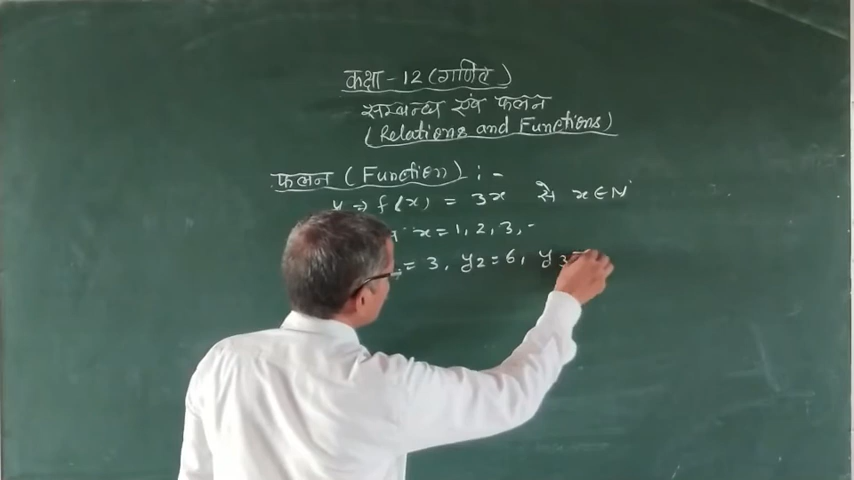 कक्षा - 12 (गणित)
सम्बन्ध एवं फलन
(Relations and Functions)
फलन (Function) :-
y = f(x) = 3x से x ∈ N
x = 1, 2, 3, -
= 3, y2 = 6, y3 =